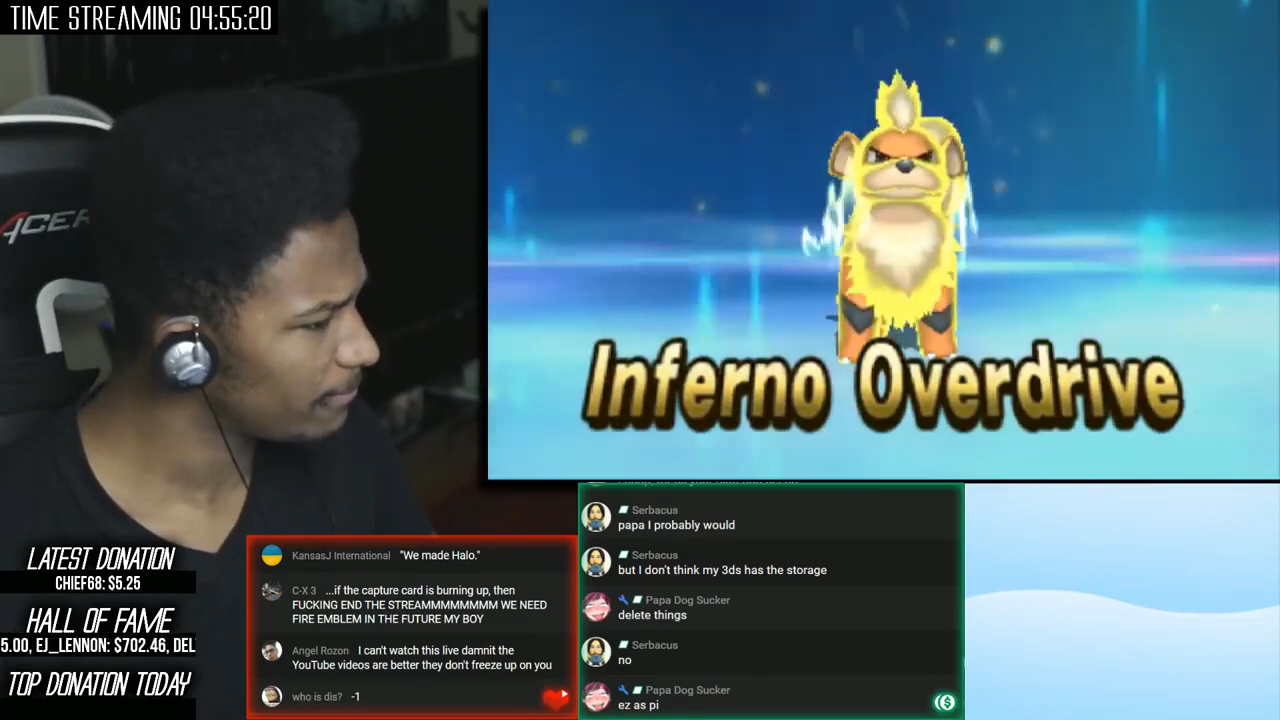 TIME STREAMING 04:55:20
ACER
Inferno Overdrive
LATEST DONATION
CHIEF68: $5.25
HALL OF FAME
5.00, EJ_LENNON: $702.46, DEL
TOP DONATION TODAY
KansasJ International "We made Halo."
C-X 3 ...if the capture card is burning up, then
FUCKING END THE STREAMMMMMMM WE NEED
FIRE EMBLEM IN THE FUTURE MY BOY
Angel Rozon I can't watch this live damnit the
YouTube videos are better they don't freeze up on you
who is dis? -1
Serbacus
papa I probably would
Serbacus
but I don't think my 3ds has the storage
Papa Dog Sucker
delete things
Serbacus
no
Papa Dog Sucker
ez as pi